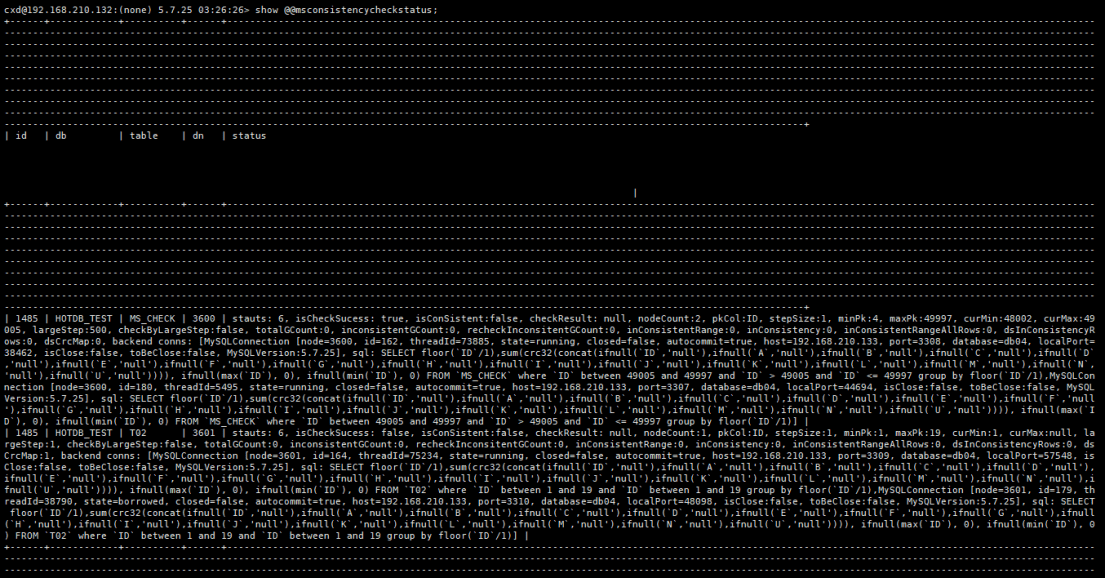 cxd@192.168.210.132:(none) 5.7.25 03:26:26> show @@msconsistencycheckstatus;
| id   | db          | table    | dn   | status
|
| 1485 | HOTDB_TEST | MS_CHECK | 3600 | stauts: 6, isCheckSucess: true, isConSistent:false, checkResult: null, nodeCount:2, pkCol:ID, stepSize:1, minPk:4, maxPk:49997, curMin:48002, curMax:49
005, largeStep:500, checkByLargeStep:false, totalGCount:0, inconsistentGCount:0, recheckInconsitentGCount:0, inConsistentRange:0, inConsistency:0, inConsistentRangeAllRows:0, dsInConsistencyR
ows:0, dsCrcMap:0, backend conns: [MySQLConnection [node=3600, id=162, threadId=73885, state=running, closed=false, autocommit=true, host=192.168.210.133, port=3308, database=db04, localPort=
38462, isClose:false, toBeClose:false, MySQLVersion:5.7.25], sql: SELECT floor(`ID`/1),sum(crc32(concat(ifnull(`ID`,'null'),ifnull(`A`,'null'),ifnull(`B`,'null'),ifnull(`C`,'null'),ifnull(`D`
,'null'),ifnull(`E`,'null'),ifnull(`F`,'null'),ifnull(`G`,'null'),ifnull(`H`,'null'),ifnull(`I`,'null'),ifnull(`J`,'null'),ifnull(`K`,'null'),ifnull(`L`,'null'),ifnull(`M`,'null'),ifnull(`N`,
'null'),ifnull(`U`,'null')))), ifnull(max(`ID`), 0), ifnull(min(`ID`), 0) FROM `MS_CHECK` where `ID` between 49005 and 49997 and `ID` > 49005 and `ID` <= 49997 group by floor(`ID`/1),MySQLCon
nection [node=3600, id=180, threadId=5495, state=running, closed=false, autocommit=true, host=192.168.210.133, port=3307, database=db04, localPort=44694, isClose:false, toBeClose:false, MySQL
Version:5.7.25], sql: SELECT floor(`ID`/1),sum(crc32(concat(ifnull(`ID`,'null'),ifnull(`A`,'null'),ifnull(`B`,'null'),ifnull(`C`,'null'),ifnull(`D`,'null'),ifnull(`E`,'null'),ifnull(`F`,'null
'),ifnull(`G`,'null'),ifnull(`H`,'null'),ifnull(`I`,'null'),ifnull(`J`,'null'),ifnull(`K`,'null'),ifnull(`L`,'null'),ifnull(`M`,'null'),ifnull(`N`,'null'),ifnull(`U`,'null')))), ifnull(max(`I
D`), 0), ifnull(min(`ID`), 0) FROM `MS_CHECK` where `ID` between 49005 and 49997 and `ID` > 49005 and `ID` <= 49997 group by floor(`ID`/1)] |
| 1485 | HOTDB_TEST | T02      | 3601 | stauts: 6, isCheckSucess: false, isConSistent:false, checkResult: null, nodeCount:1, pkCol:ID, stepSize:1, minPk:1, maxPk:19, curMin:1, curMax:null, la
rgeStep:1, checkByLargeStep:false, totalGCount:0, inconsistentGCount:0, recheckInconsitentGCount:0, inConsistentRange:0, inConsistency:0, inConsistentRangeAllRows:0, dsInConsistencyRows:0, ds
CrcMap:1, backend conns: [MySQLConnection [node=3601, id=164, threadId=75234, state=running, closed=false, autocommit=true, host=192.168.210.133, port=3309, database=db04, localPort=57548, is
Close:false, toBeClose:false, MySQLVersion:5.7.25], sql: SELECT floor(`ID`/1),sum(crc32(concat(ifnull(`ID`,'null'),ifnull(`A`,'null'),ifnull(`B`,'null'),ifnull(`C`,'null'),ifnull(`D`,'null'),
ifnull(`E`,'null'),ifnull(`F`,'null'),ifnull(`G`,'null'),ifnull(`H`,'null'),ifnull(`I`,'null'),ifnull(`J`,'null'),ifnull(`K`,'null'),ifnull(`L`,'null'),ifnull(`M`,'null'),ifnull(`N`,'null'),i
fnull(`U`,'null')))), ifnull(max(`ID`), 0), ifnull(min(`ID`), 0) FROM `T02` where `ID` between 1 and 19 and `ID` between 1 and 19 group by floor(`ID`/1),MySQLConnection [node=3601, id=179, th
readId=38790, state=borrowed, closed=false, autocommit=true, host=192.168.210.133, port=3310, database=db04, localPort=48098, isClose:false, toBeClose:false, MySQLVersion:5.7.25], sql: SELECT
floor(`ID`/1),sum(crc32(concat(ifnull(`ID`,'null'),ifnull(`A`,'null'),ifnull(`B`,'null'),ifnull(`C`,'null'),ifnull(`D`,'null'),ifnull(`E`,'null'),ifnull(`F`,'null'),ifnull(`G`,'null'),ifnull
(`H`,'null'),ifnull(`I`,'null'),ifnull(`J`,'null'),ifnull(`K`,'null'),ifnull(`L`,'null'),ifnull(`M`,'null'),ifnull(`N`,'null'),ifnull(`U`,'null')))), ifnull(max(`ID`), 0), ifnull(min(`ID`), 0
) FROM `T02` where `ID` between 1 and 19 and `ID` between 1 and 19 group by floor(`ID`/1)] |